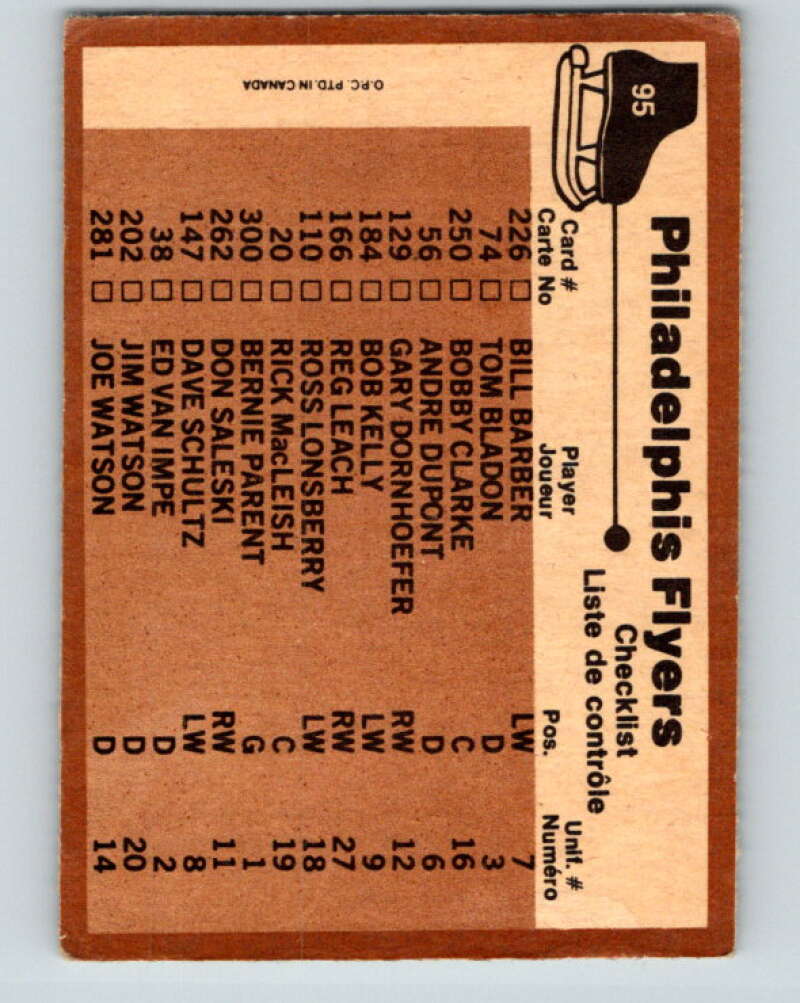 95
Philadelphis Flyers
Checklist
Liste de contrôle
Card # Player Pos. Unif. #
Carte No Joueur Numéro
226 □ BILL BARBER LW 7
74 □ TOM BLADON D 3
250 □ BOBBY CLARKE C 16
56 □ ANDRE DUPONT D 6
129 □ GARY DORNHOEFER RW 12
184 □ BOB KELLY LW 9
166 □ REG LEACH RW 27
110 □ ROSS LONSBERRY LW 18
20 □ RICK MacLEISH C 19
300 □ BERNIE PARENT G 1
262 □ DON SALESKI RW 11
147 □ DAVE SCHULTZ LW 8
38 □ ED VAN IMPE D 2
202 □ JIM WATSON D 20
281 □ JOE WATSON D 14
O.P.C. PTD. IN CANADA